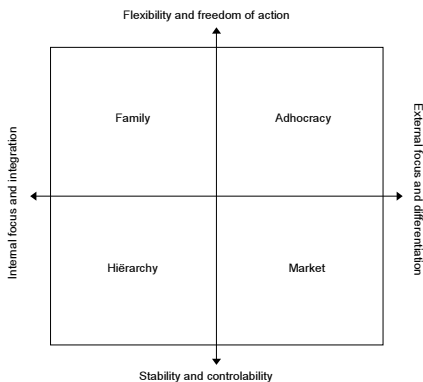 Flexibility and freedom of action
Family
Adhocracy
Internal focus and integration
External focus and differentiation
Hiërarchy
Market
Stability and controlability